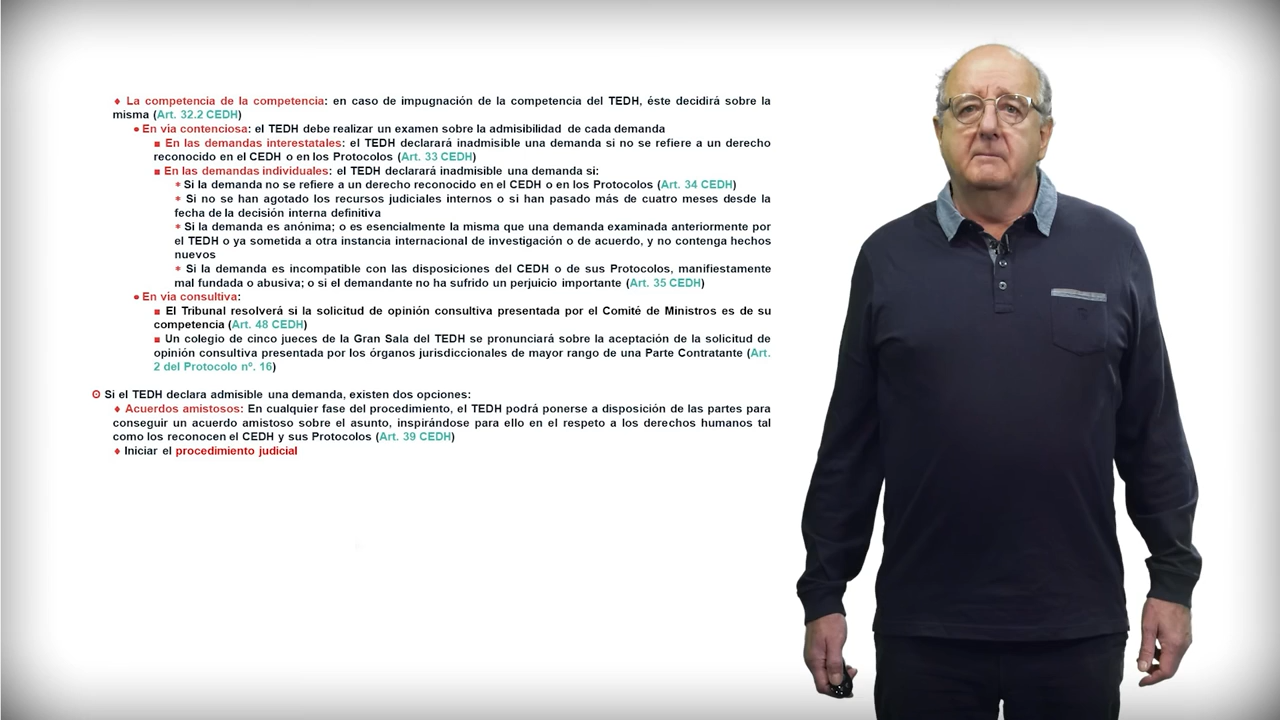 ♦ La competencia de la competencia: en caso de impugnación de la competencia del TEDH, éste decidirá sobre la
misma (Art. 32.2 CEDH)
● En vía contenciosa: el TEDH debe realizar un examen sobre la admisibilidad de cada demanda
■ En las demandas interestatales: el TEDH declarará inadmisible una demanda si no se refiere a un derecho
reconocido en el CEDH o en los Protocolos (Art. 33 CEDH)
■ En las demandas individuales: el TEDH declarará inadmisible una demanda si:
* Si la demanda no se refiere a un derecho reconocido en el CEDH o en los Protocolos (Art. 34 CEDH)
* Si no se han agotado los recursos judiciales internos o si han pasado más de cuatro meses desde la
fecha de la decisión interna definitiva
* Si la demanda es anónima; o es esencialmente la misma que una demanda examinada anteriormente por
el TEDH o ya sometida a otra instancia internacional de investigación o de acuerdo, y no contenga hechos
nuevos
* Si la demanda es incompatible con las disposiciones del CEDH o de sus Protocolos, manifiestamente
mal fundada o abusiva; o si el demandante no ha sufrido un perjuicio importante (Art. 35 CEDH)
● En vía consultiva:
■ El Tribunal resolverá si la solicitud de opinión consultiva presentada por el Comité de Ministros es de su
competencia (Art. 48 CEDH)
■ Un colegio de cinco jueces de la Gran Sala del TEDH se pronunciará sobre la aceptación de la solicitud de
opinión consultiva presentada por los órganos jurisdiccionales de mayor rango de una Parte Contratante (Art.
2 del Protocolo nº. 16)
⊙ Si el TEDH declara admisible una demanda, existen dos opciones:
♦ Acuerdos amistosos: En cualquier fase del procedimiento, el TEDH podrá ponerse a disposición de las partes para
conseguir un acuerdo amistoso sobre el asunto, inspirándose para ello en el respeto a los derechos humanos tal
como los reconocen el CEDH y sus Protocolos (Art. 39 CEDH)
♦ Iniciar el procedimiento judicial